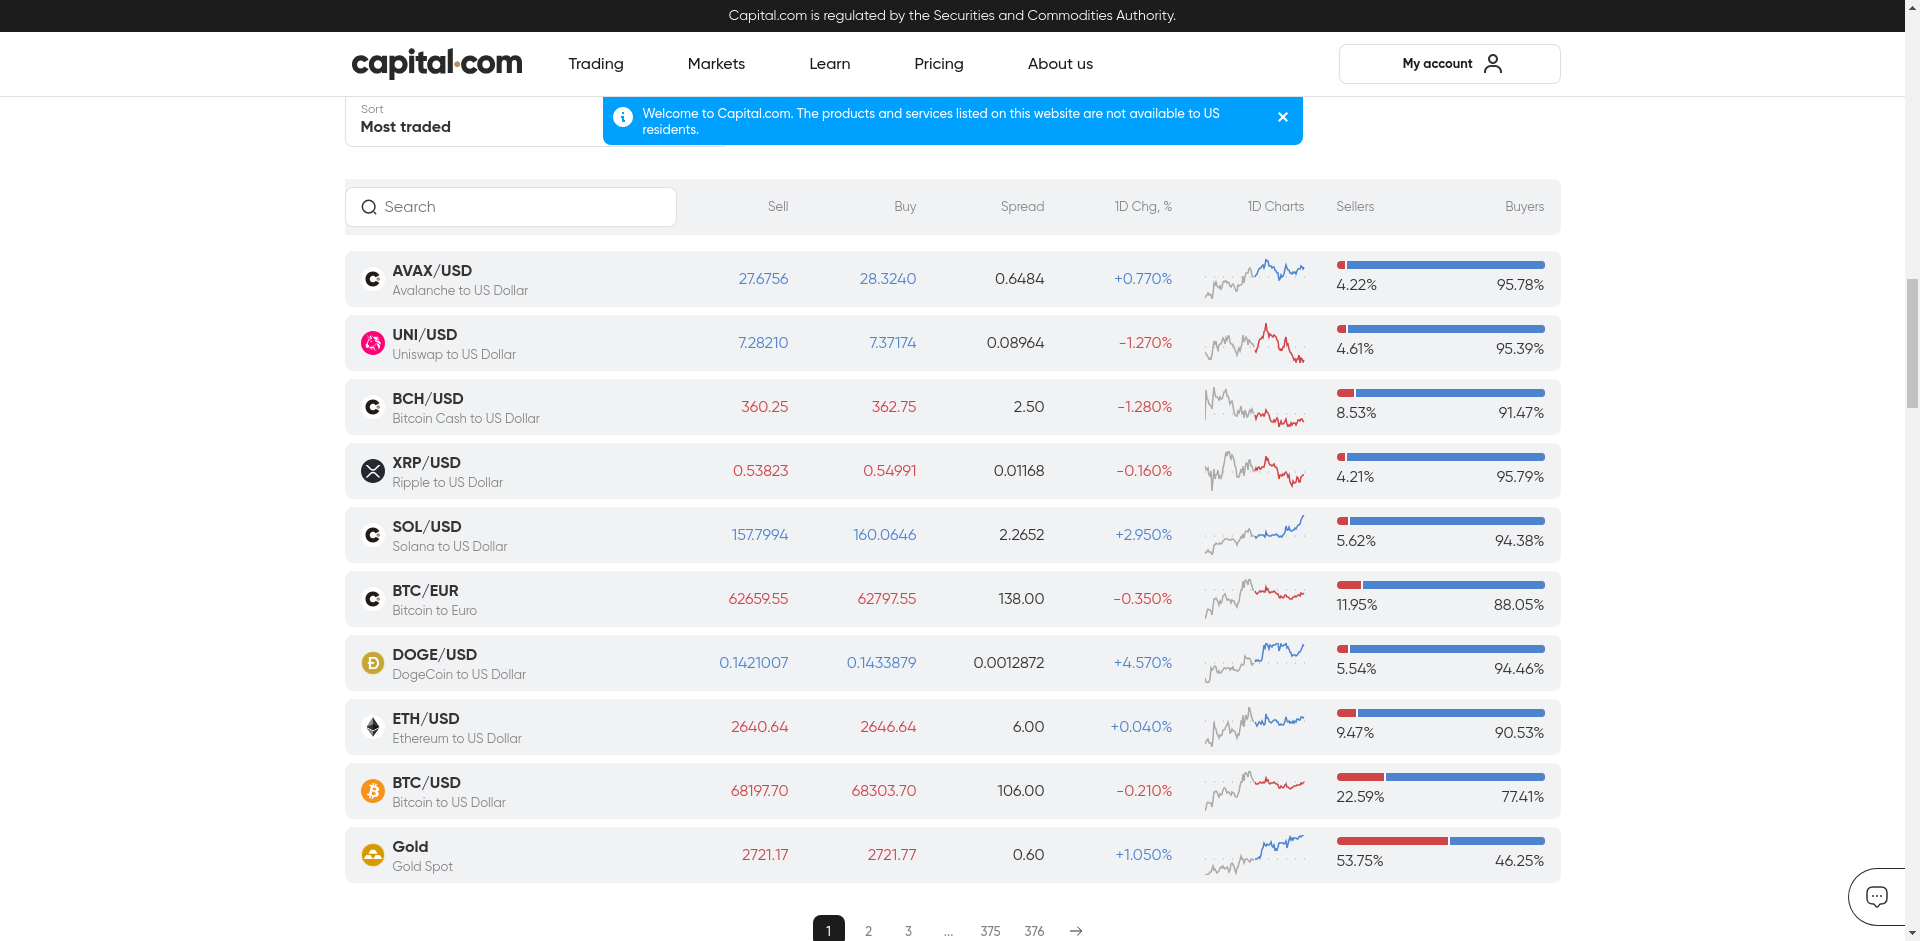 Capital.com is regulated by the Securities and Commodities Authority.
capital.com Trading Markets Learn Pricing About us My account
Sort
Most traded
Welcome to Capital.com. The products and services listed on this website are not available to US
residents.
Search Sell Buy Spread 1D Chg, % 1D Charts Sellers Buyers
AVAX/USD
Avalanche to US Dollar
27.6756 28.3240 0.6484 +0.770% 4.22% 95.78%
UNI/USD
Uniswap to US Dollar
7.28210 7.37174 0.08964 -1.270% 4.61% 95.39%
BCH/USD
Bitcoin Cash to US Dollar
360.25 362.75 2.50 -1.280% 8.53% 91.47%
XRP/USD
Ripple to US Dollar
0.53823 0.54991 0.01168 -0.160% 4.21% 95.79%
SOL/USD
Solana to US Dollar
157.7994 160.0646 2.2652 +2.950% 5.62% 94.38%
BTC/EUR
Bitcoin to Euro
62659.55 62797.55 138.00 -0.350% 11.95% 88.05%
DOGE/USD
DogeCoin to US Dollar
0.1421007 0.1433879 0.0012872 +4.570% 5.54% 94.46%
ETH/USD
Ethereum to US Dollar
2640.64 2646.64 6.00 +0.040% 9.47% 90.53%
BTC/USD
Bitcoin to US Dollar
68197.70 68303.70 106.00 -0.210% 22.59% 77.41%
Gold
Gold Spot
2721.17 2721.77 0.60 +1.050% 53.75% 46.25%
1 2 3 ... 375 376